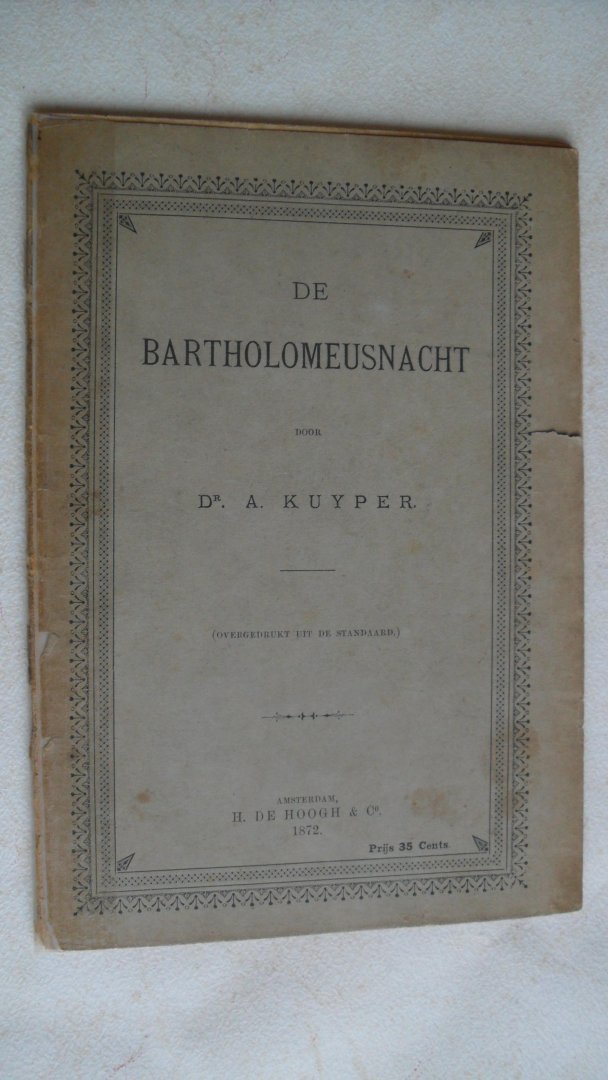 DE
BARTHOLOMEUSNACHT
DOOR
DR. A. KUYPER.
(OVERGEDRUKT UIT DE STANDAARD.)
AMSTERDAM,
H. DE HOOGH & Co.
1872.
Prijs 35 Cents